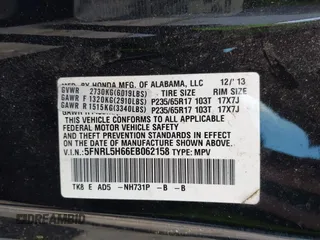 MFD. BY HONDA MFG. OF ALABAMA, LLC 12/'13
GVWR 2730KG(6019LBS) TIRE SIZE RIM SIZE
GAWR F 1320KG(2910LBS) P235/65R17 103T 17X7J
GAWR R 1515KG(3340LBS) P235/65R17 103T 17X7J
THIS VEHICLE CONFORMS TO ALL APPLICABLE
FEDERAL MOTOR VEHICLE SAFETY AND THEFT
PREVENTION STANDARDS IN EFFECT ON THE DATE
OF MANUFACTURE SHOWN ABOVE.
V.I.N.: 5FNRL5H66EB062158 TYPE: MPV
TK8 E AD5 -NH731P -B -B